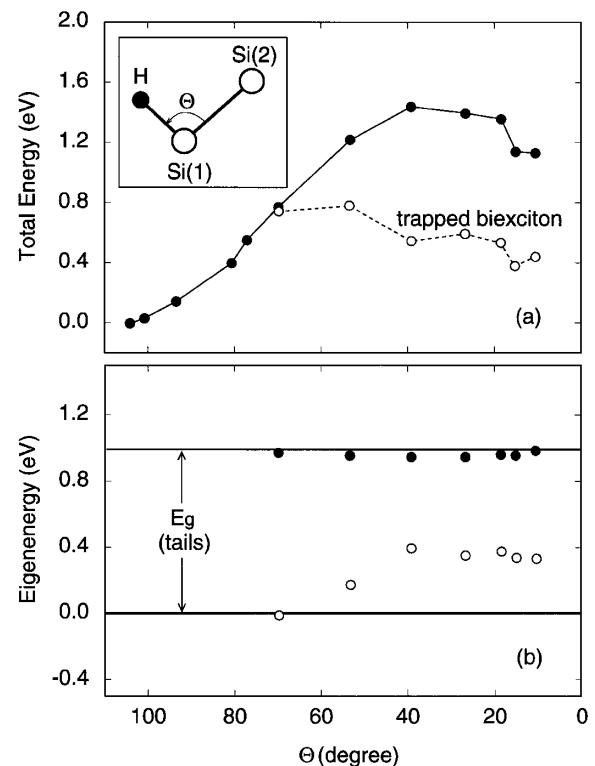 2.0
1.6
1.2
0.8
0.4
0.0
Total Energy (eV)
H
Si(2)
Θ
Si(1)
trapped biexciton
(a)
1.2
0.8
0.4
0.0
-0.4
Eigenenergy (eV)
Eg
(tails)
(b)
100 80 60 40 20 0
Θ (degree)